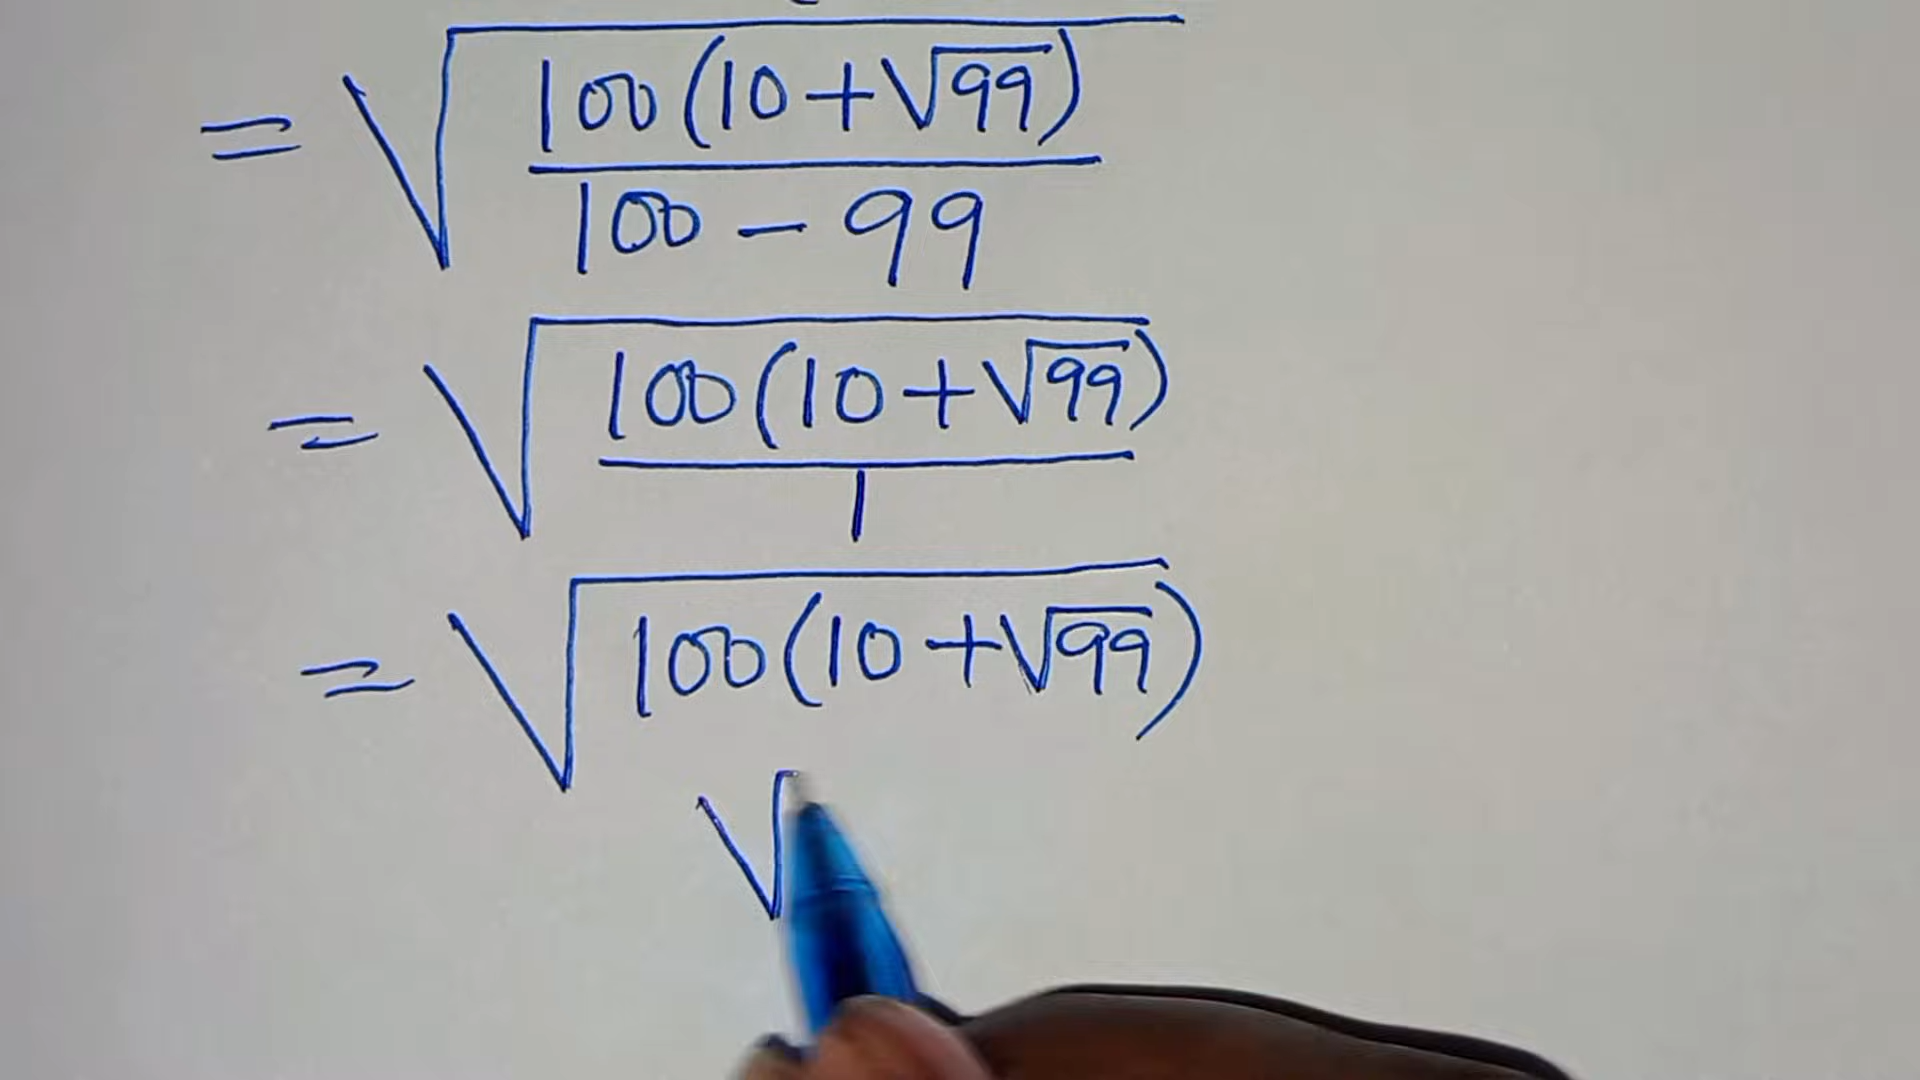 = √(100(10+√99) / (100 - 99))
= √(100(10+√99) / 1)
= √(100(10+√99))
√